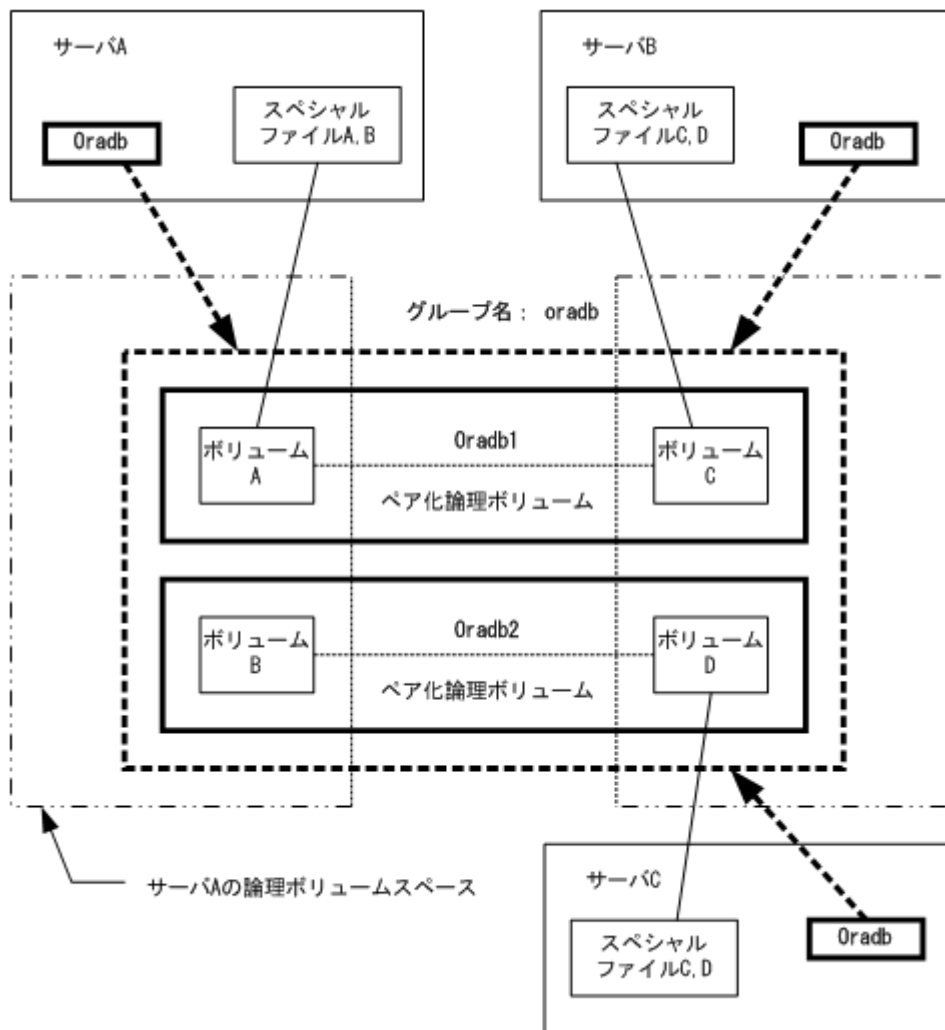 サーバA
スペシャル
ファイルA,B
Oradb
サーバB
スペシャル
ファイルC,D
Oradb
グループ名： oradb
ボリューム
A
Oradb1
ペア化論理ボリューム
ボリューム
C
ボリューム
B
Oradb2
ペア化論理ボリューム
ボリューム
D
サーバAの論理ボリュームスペース
サーバC
スペシャル
ファイルC,D
Oradb